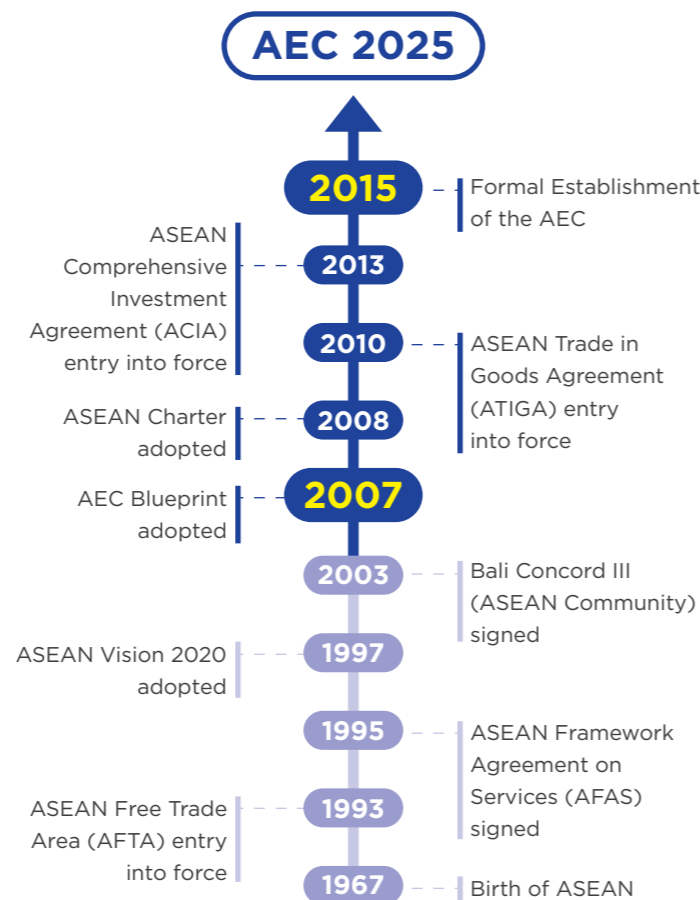 AEC 2025
2015
Formal Establishment
of the AEC
ASEAN
Comprehensive
Investment
Agreement (ACIA)
entry into force
2013
2010
ASEAN Trade in
Goods Agreement
(ATIGA) entry
into force
ASEAN Charter
adopted
2008
AEC Blueprint
adopted
2007
2003
Bali Concord III
(ASEAN Community)
signed
ASEAN Vision 2020
adopted
1997
1995
ASEAN Framework
Agreement on
Services (AFAS)
signed
ASEAN Free Trade
Area (AFTA) entry
into force
1993
1967
Birth of ASEAN